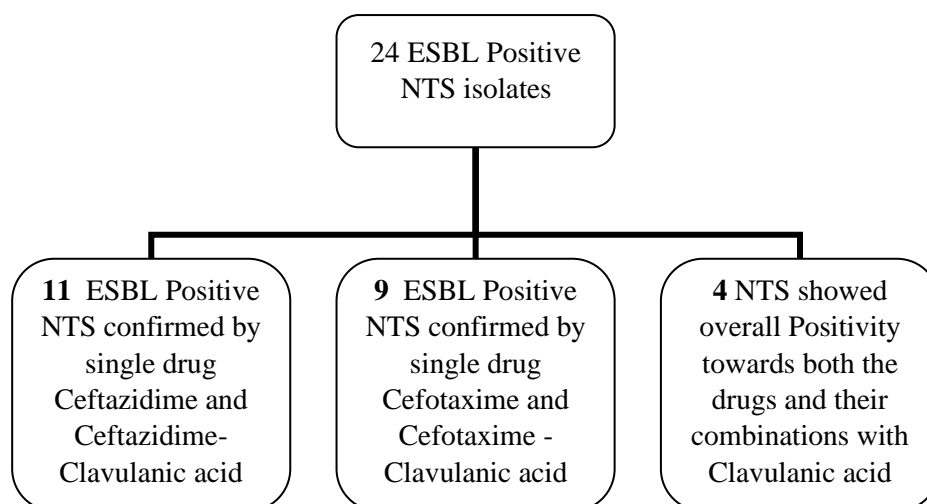 24 ESBL Positive
NTS isolates
11 ESBL Positive
NTS confirmed by
single drug
Ceftazidime and
Ceftazidime-
Clavulanic acid
9 ESBL Positive
NTS confirmed by
single drug
Cefotaxime and
Cefotaxime -
Clavulanic acid
4 NTS showed
overall Positivity
towards both the
drugs and their
combinations with
Clavulanic acid